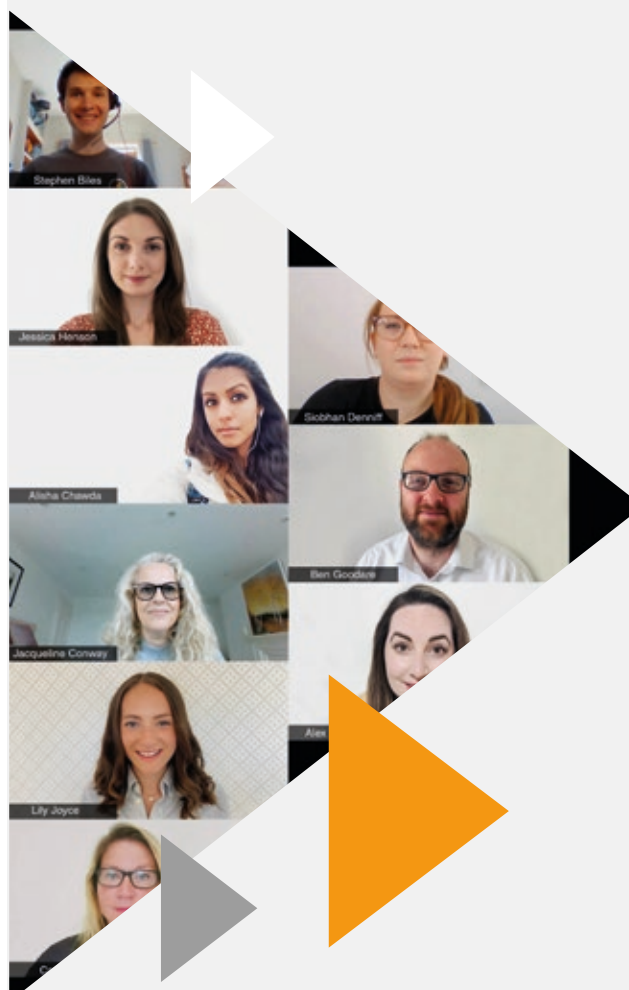 Stephen Biles
Jessica Henson
Siobhan Denniff
Alisha Chawda
Ben Goodare
Jacqueline Conway
Alex
Lily Joyce